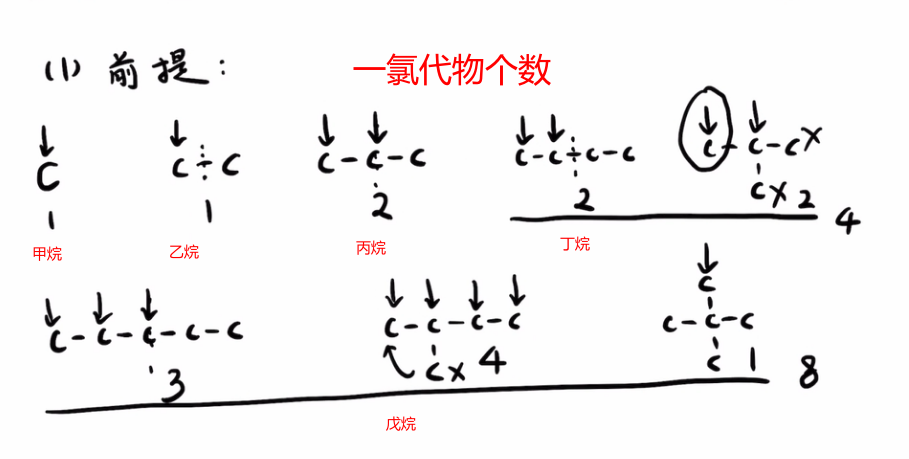 (1) 前提：
一氯代物个数
C
1
甲烷
C - C
1
乙烷
C - C - C
2
丙烷
C - C - C - C
2
C - C - C X
C X 2
4
丁烷
C - C - C - C - C
3
C - C - C - C
C X 4
C
C - C - C
C 1
8
戊烷